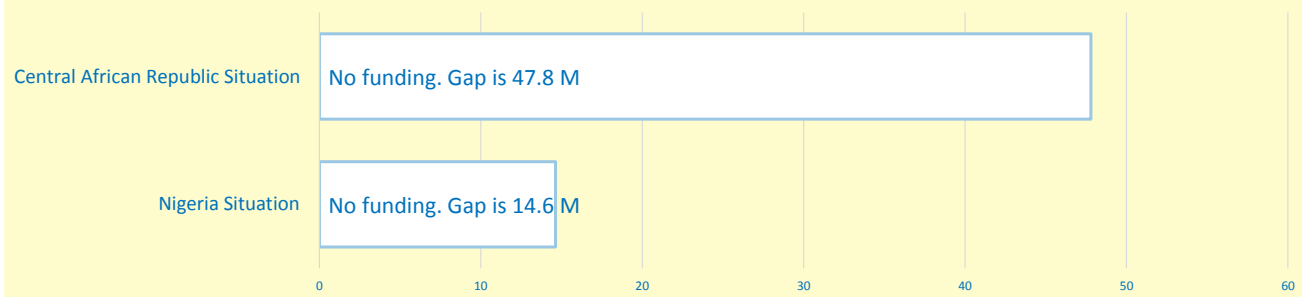 Central African Republic Situation
No funding. Gap is 47.8 M
Nigeria Situation
No funding. Gap is 14.6 M
0 10 20 30 40 50 60